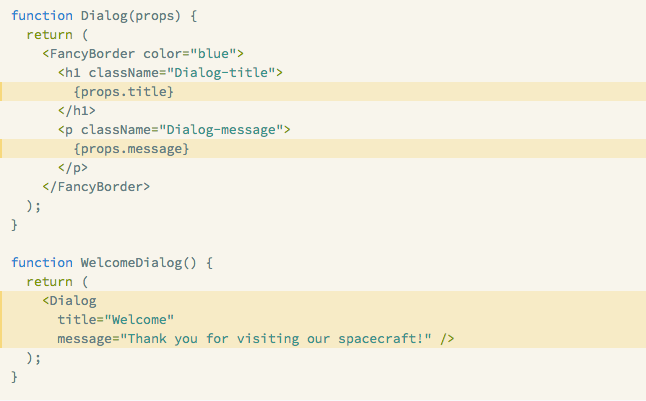 function Dialog(props) {
  return (
    <FancyBorder color="blue">
      <h1 className="Dialog-title">
        {props.title}
      </h1>
      <p className="Dialog-message">
        {props.message}
      </p>
    </FancyBorder>
  );
}

function WelcomeDialog() {
  return (
    <Dialog
      title="Welcome"
      message="Thank you for visiting our spacecraft!" />
  );
}